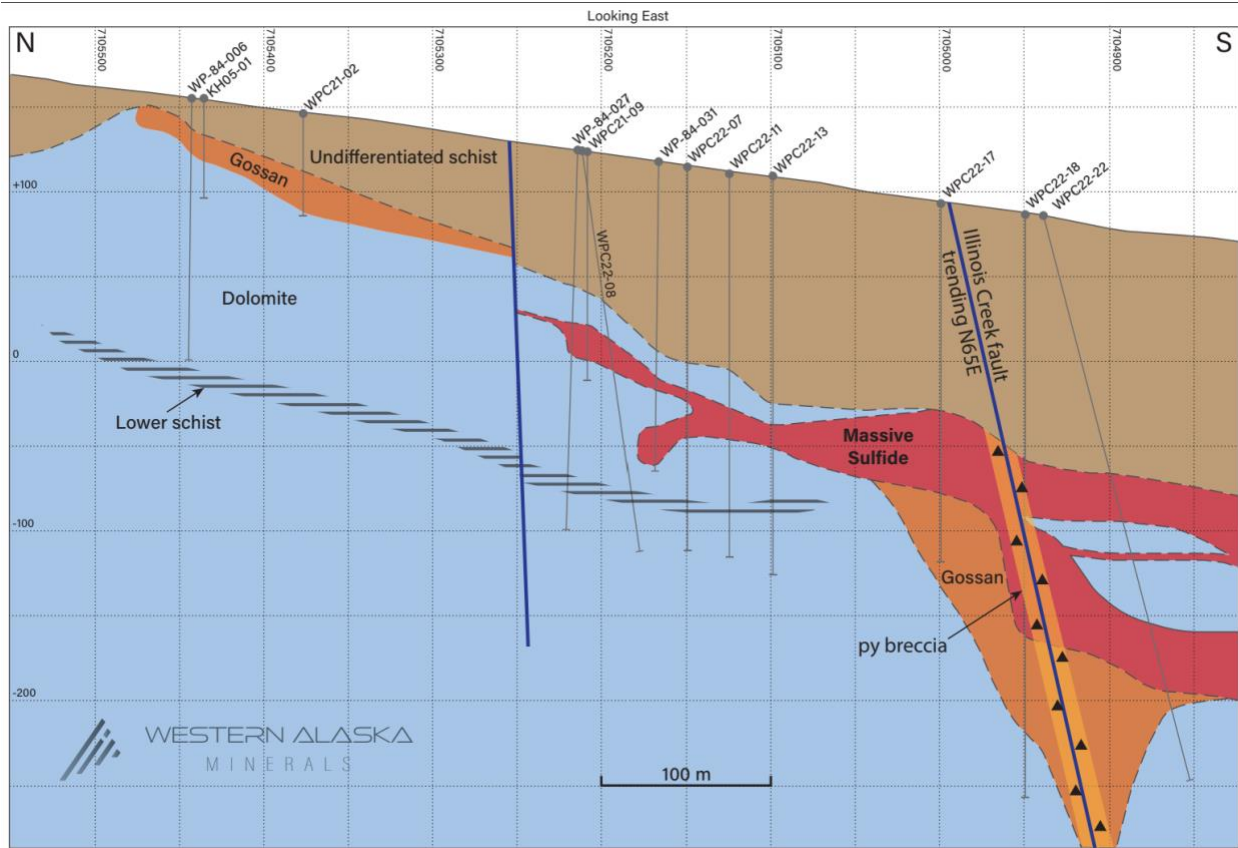 Looking East
N
S
7105500
7105400
7105300
7105200
7105100
7105000
7104900
WP-84-006
KH05-01
WPC21-02
WP-84-027
WPC21-09
WP-84-031
WPC22-07
WPC22-11
WPC22-13
WPC22-17
WPC22-18
WPC22-22
Undifferentiated schist
Gossan
+100
WPC22-08
Illinois Creek fault
trending N65E
Dolomite
0
Lower schist
Massive
Sulfide
-100
Gossan
py breccia
-200
WESTERN ALASKA
MINERALS
100 m